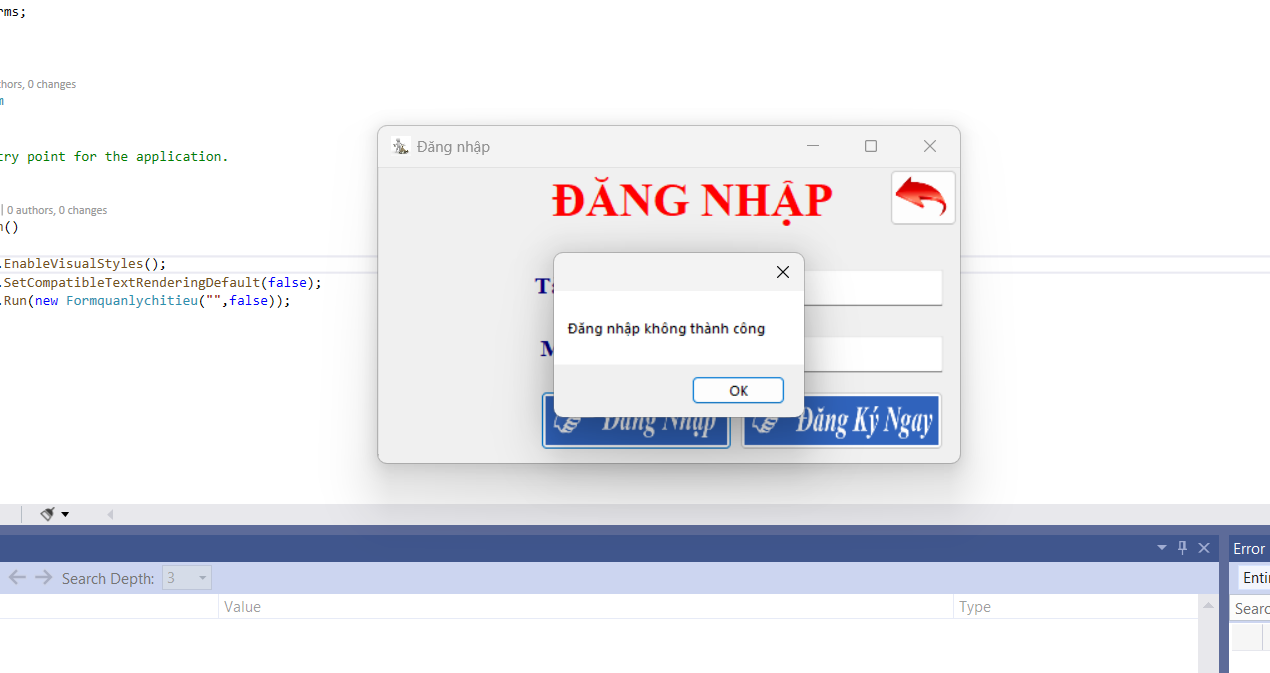 rms;
hors, 0 changes
try point for the application.
| 0 authors, 0 changes
n()
.EnableVisualStyles();
.SetCompatibleTextRenderingDefault(false);
.Run(new Formquanlychitieu("",false));
Đăng nhập
ĐĂNG NHẬP
Đăng nhập không thành công
OK
Đăng Nhập
Đăng Ký Ngay
Search Depth: 3
Value
Type
Error
Enti
Searc